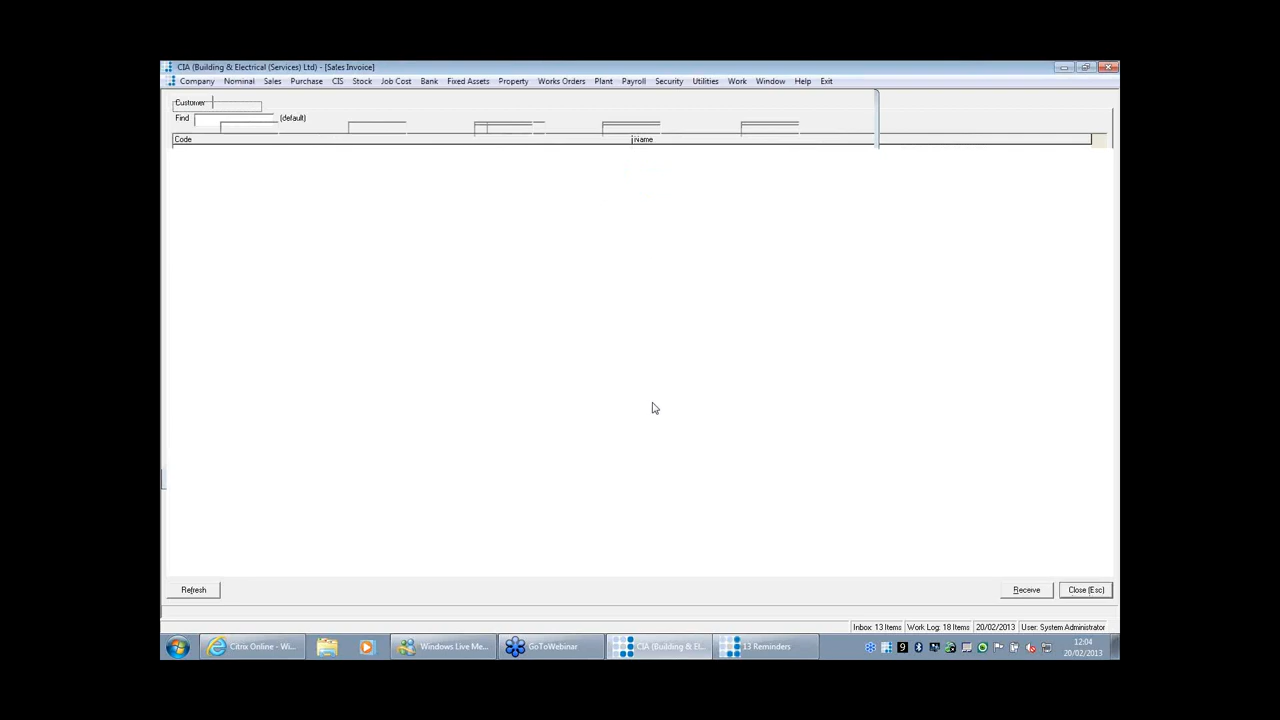 CIA (Building & Electrical (Services) Ltd) - [Sales Invoice]
Company Nominal Sales Purchase CIS Stock Job Cost Bank Fixed Assets Property Works Orders Plant Payroll Security Utilities Work Window Help Exit
Customer
Find (default)
Code Name
Refresh Receive Close (Esc)
Inbox: 13 Items Work Log: 18 Items 20/02/2013 User: System Administrator
Citrix Online - Wi... Windows Live Me... GoToWebinar CIA (Building & El... 13 Reminders 9 12:04
20/02/2013